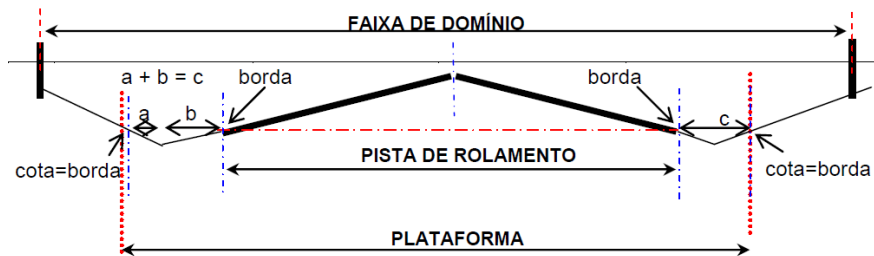 FAIXA DE DOMÍNIO
a + b = c
borda
borda
a
b
c
cota=borda
PISTA DE ROLAMENTO
cota=borda
PLATAFORMA